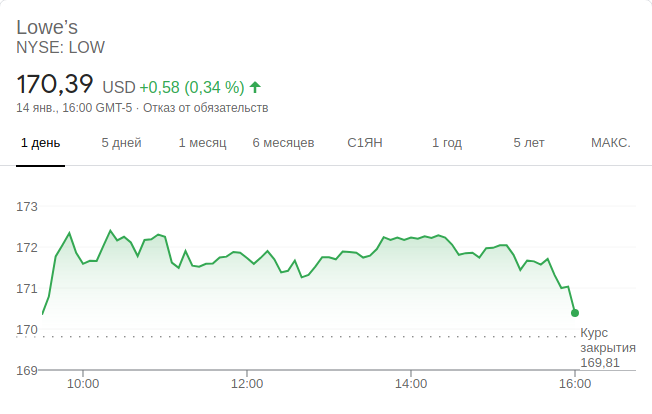 Lowe’s
NYSE: LOW
170,39 USD +0,58 (0,34 %)
14 янв., 16:00 GMT-5 · Отказ от обязательств
1 день 5 дней 1 месяц 6 месяцев С1ЯН 1 год 5 лет МАКС.
173
172
171
170
Курс
закрытия
169,81
169
10:00 12:00 14:00 16:00